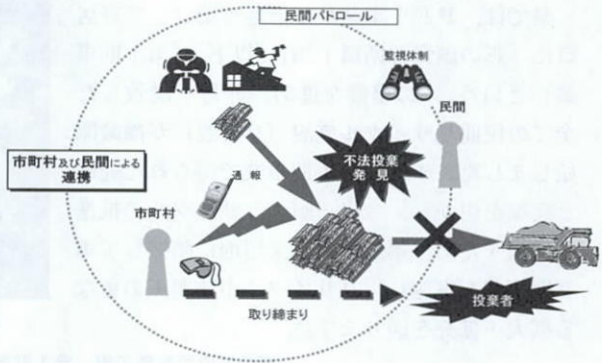 民間パトロール
監視体制
民間
不法投棄
発見
市町村及び民間による
連携
通報
市町村
取り締まり
投棄者